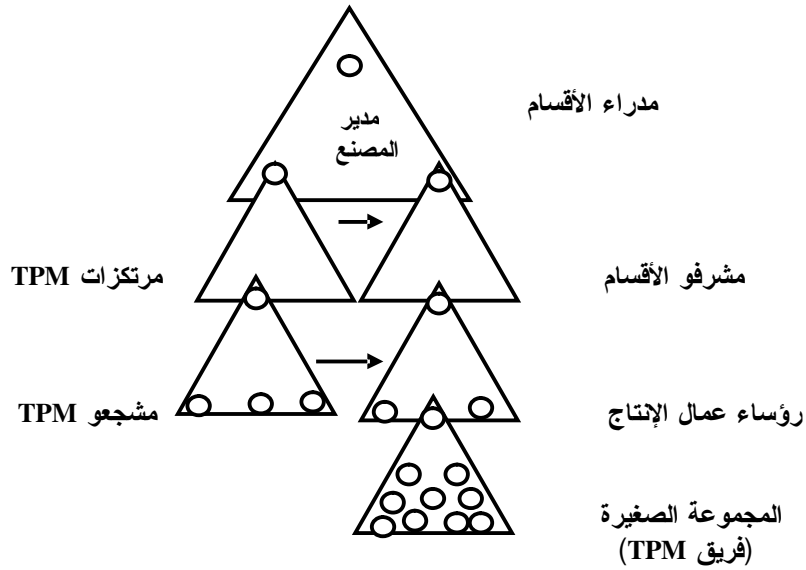 مدراء الأقسام
مدير
المصنع
مشرفو الأقسام
مرتكزات TPM
رؤساء عمال الإنتاج
مشجعو TPM
المجموعة الصغيرة
(فريق TPM)